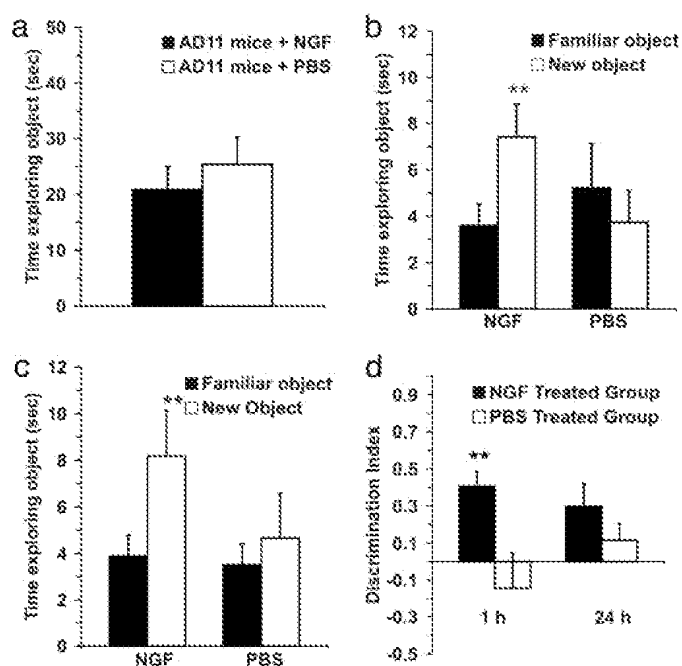 a
AD11 mice + NGF
AD11 mice + PBS
Time exploring object (sec)
50
40
30
20
10
0
b
Familiar object
New object
Time exploring object (sec)
12
10
8
6
4
2
0
**
NGF
PBS
c
Familiar object
New Object
Time exploring object (sec)
12
10
8
6
4
2
0
**
NGF
PBS
d
NGF Treated Group
PBS Treated Group
Discrimination Index
0.9
0.7
0.5
0.3
0.1
-0.1
-0.3
-0.5
**
1 h
24 h